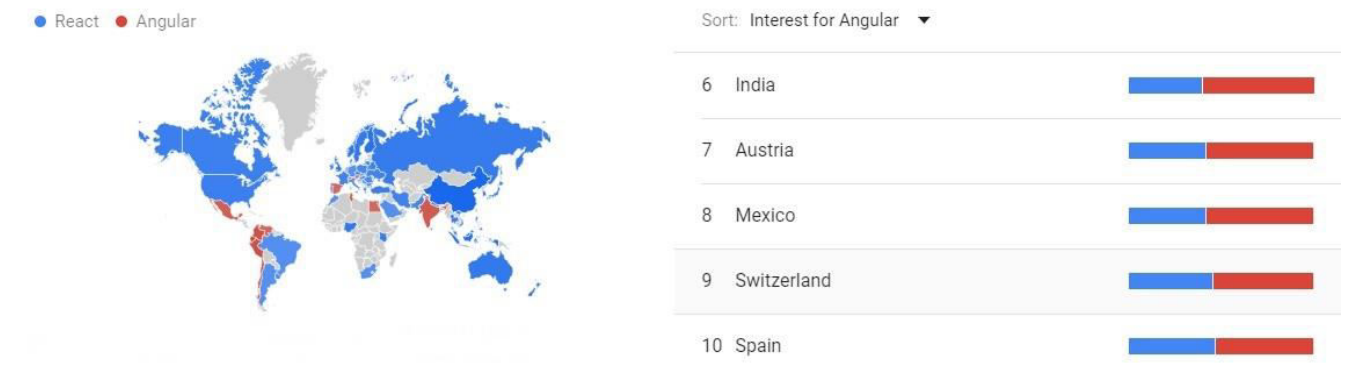 React Angular
Sort: Interest for Angular
6 India
7 Austria
8 Mexico
9 Switzerland
10 Spain